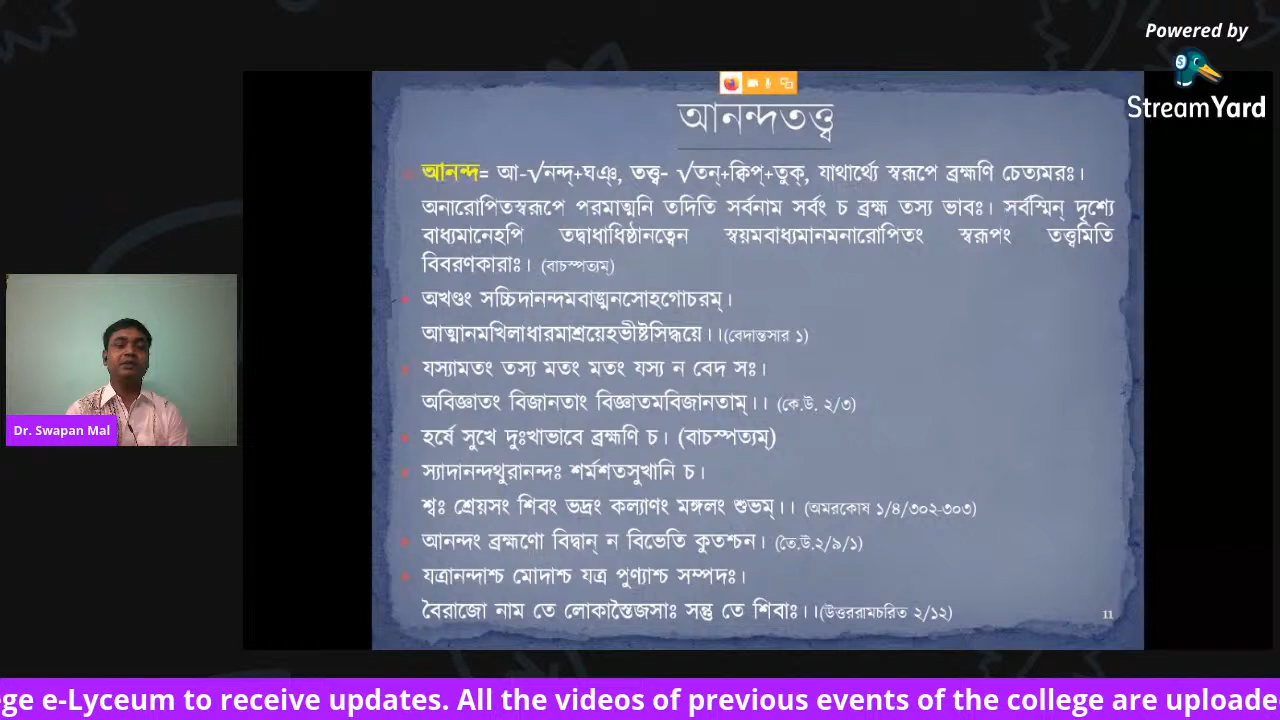 Powered by
StreamYard
আনন্দতত্ত্ব
আনন্দ= আ-√নন্দ্+ঘঞ্, তত্ত্ব- √তন্+ক্বিপ্+তুক্, যাথার্থ্যে স্বরূপে ব্রহ্মণি চেত্যমরঃ।
অনারোপিতস্বরূপে পরমাত্মনি তদিতি সর্বনাম সর্বং চ ব্রহ্ম তস্য ভাবঃ। সর্বস্মিন্ দৃশ্যে
বাধ্যমানেহপি তদ্বাধাধিষ্ঠানত্বেন স্বয়মবাধ্যমানমনারোপিতং স্বরূপং তত্ত্বমিতি
বিবরণকারাঃ। (বাচস্পত্যম্)
অখণ্ডং সচ্চিদানন্দমবাঙ্মনসোহগোচরম্।
আত্মানমখিলাধারমাশ্রয়েহভীষ্টসিদ্ধয়ে।।(বেদান্তসার ১)
যস্যামতং তস্য মতং মতং যস্য ন বেদ সঃ।
অবিজ্ঞাতং বিজানতাং বিজ্ঞাতমবিজানতাম্।। (কে.উ. ২/৩)
হর্ষে সুখে দুঃখাভাবে ব্রহ্মণি চ। (বাচস্পত্যম্)
স্যাদানন্দথুরানন্দঃ শর্মশতসুখানি চ।
শ্বঃ শ্রেয়সং শিবং ভদ্রং কল্যাণং মঙ্গলং শুভম্।। (অমরকোষ ১/৪/৩০২-৩০৩)
আনন্দং ব্রহ্মণো বিদ্বান্ ন বিভেতি কুতশ্চন। (তৈ.উ.২/৯/১)
যত্রানন্দাশ্চ মোদাশ্চ যত্র পুণ্যাশ্চ সম্পদঃ।
বৈরাজো নাম তে লোকাস্তৈজসাঃ সন্তু তে শিবাঃ।।(উত্তররামচরিত ২/১২)
11
Dr. Swapan Mal
ege e-Lyceum to receive updates. All the videos of previous events of the college are uploade